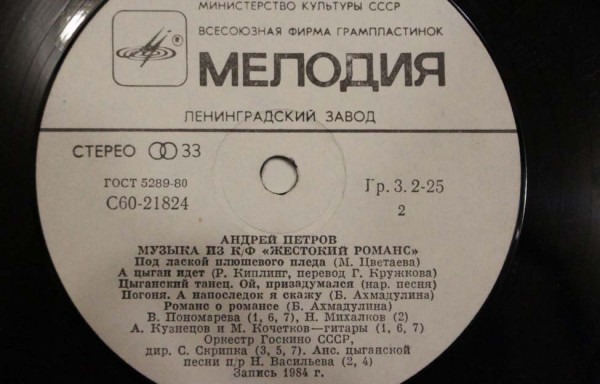 МИНИСТЕРСТВО КУЛЬТУРЫ СССР
ВСЕСОЮЗНАЯ ФИРМА ГРАМПЛАСТИНОК
МЕЛОДИЯ
ЛЕНИНГРАДСКИЙ ЗАВОД
СТЕРЕО 33
ГОСТ 5289-80
С60-21824
Гр. 3. 2-25
2
АНДРЕЙ ПЕТРОВ
МУЗЫКА ИЗ К/Ф «ЖЕСТОКИЙ РОМАНС»
Под лаской плюшевого пледа (М. Цветаева)
А цыган идет (Р. Киплинг, перевод Г. Кружкова)
Цыганский танец. Ой, призадумался (нар. песня)
Погоня. А напоследок я скажу (Б. Ахмадулина)
Романс о романсе (Б. Ахмадулина)
В. Пономарева (1, 6, 7), Н. Михалков (2)
А. Кузнецов и М. Кочетков—гитары (1, 6, 7)
Оркестр Госкино СССР,
дир. С. Скрипка (3, 5, 7). Анс. цыганской
песни п/р Н. Васильева (2, 4)
Запись 1984 г.